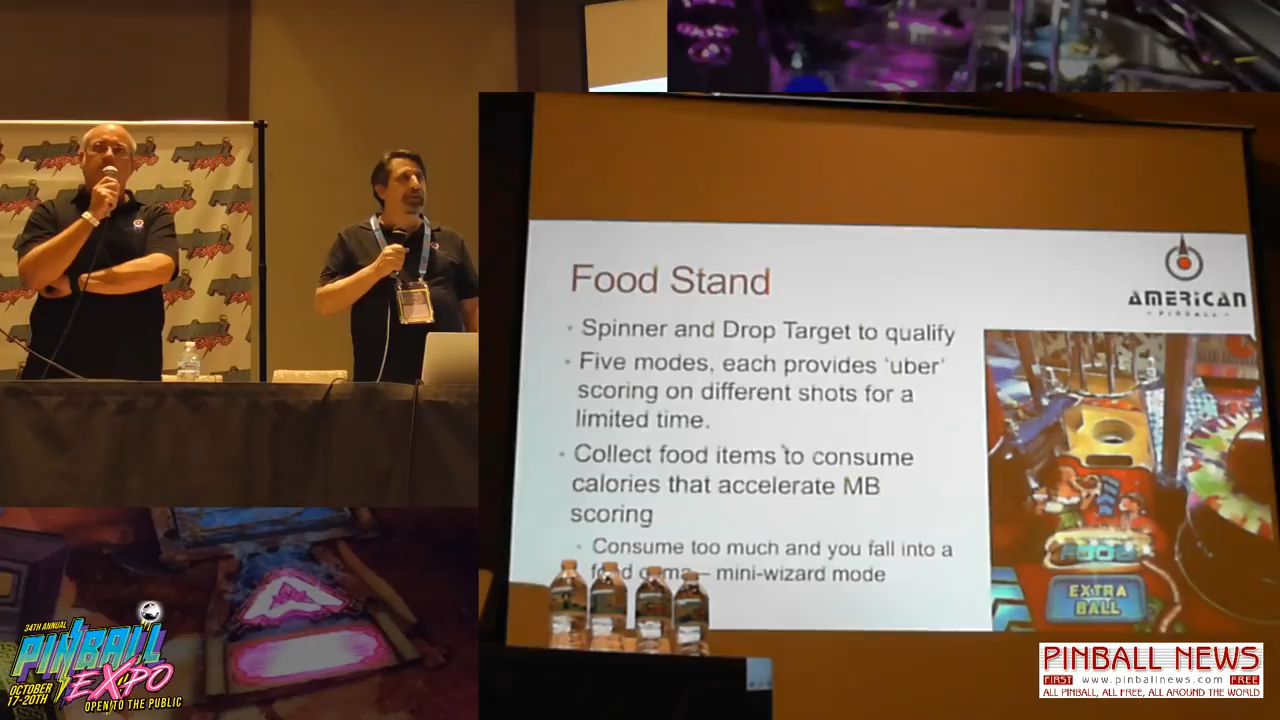 Food Stand
AMERICAN
PINBALL
Spinner and Drop Target to qualify
Five modes, each provides 'uber'
scoring on different shots for a
limited time.
Collect food items to consume
calories that accelerate MB
scoring
Consume too much and you fall into a
food coma – mini-wizard mode
FOOD
EXTRA
BALL
34TH ANNUAL
PINBALL
EXPO
OCTOBER
17-20TH
OPEN TO THE PUBLIC
PINBALL NEWS
FIRST www.pinballnews.com FREE
ALL PINBALL, ALL FREE, ALL AROUND THE WORLD